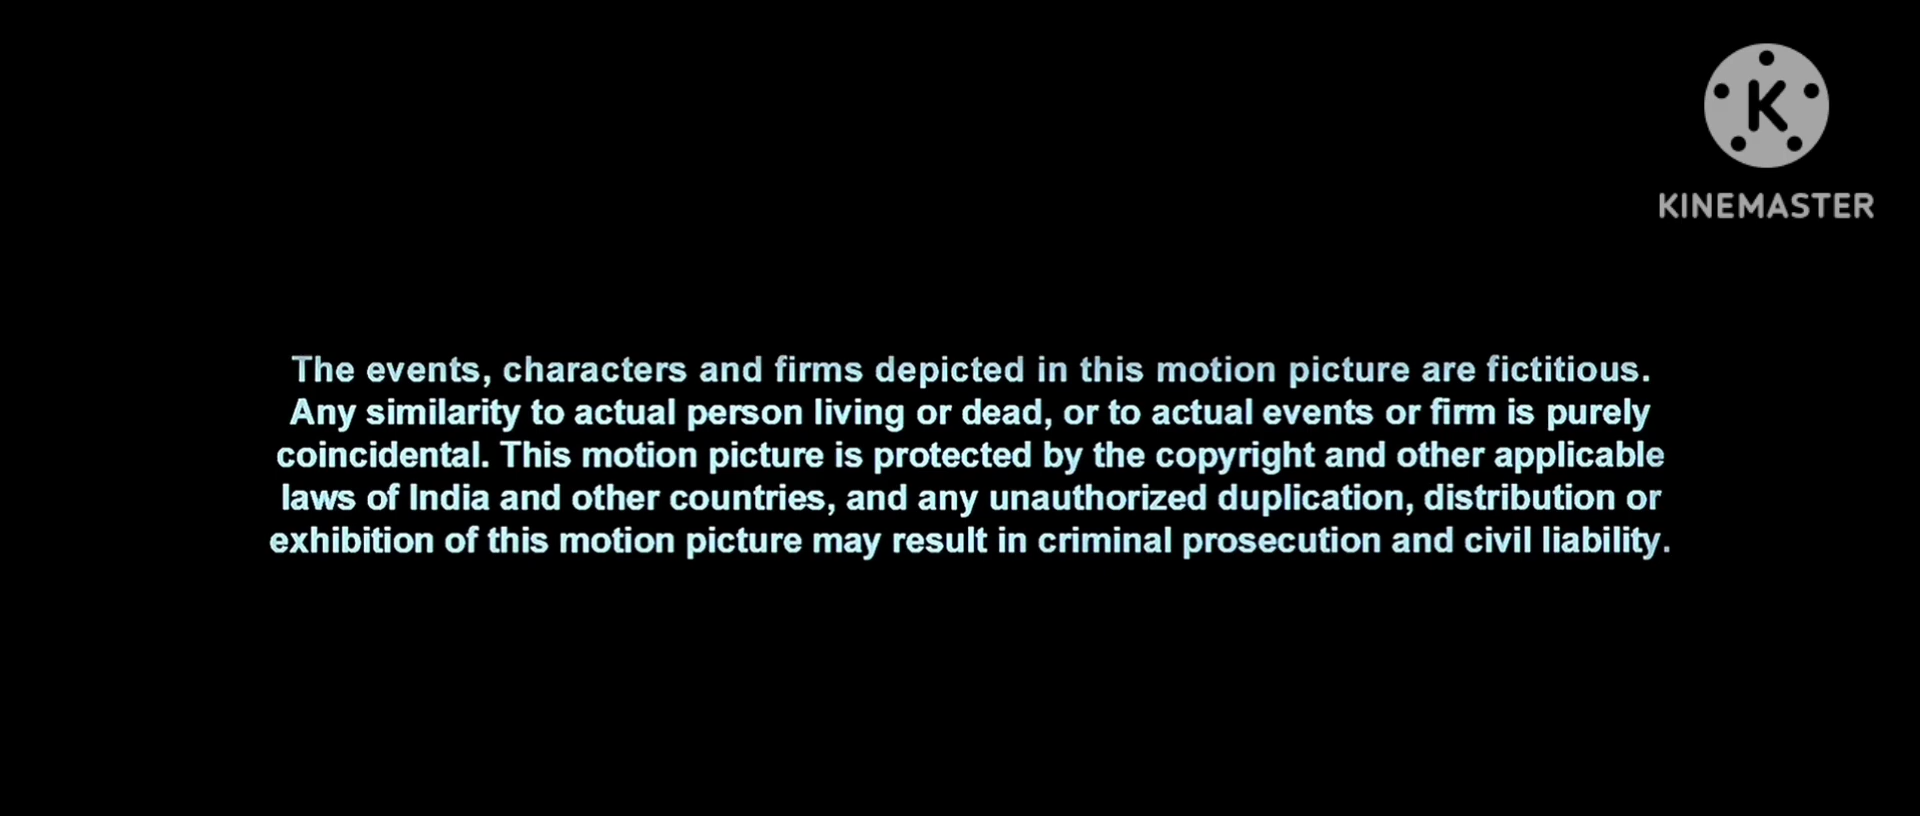 K
KINEMASTER
The events, characters and firms depicted in this motion picture are fictitious.
Any similarity to actual person living or dead, or to actual events or firm is purely
coincidental. This motion picture is protected by the copyright and other applicable
laws of India and other countries, and any unauthorized duplication, distribution or
exhibition of this motion picture may result in criminal prosecution and civil liability.